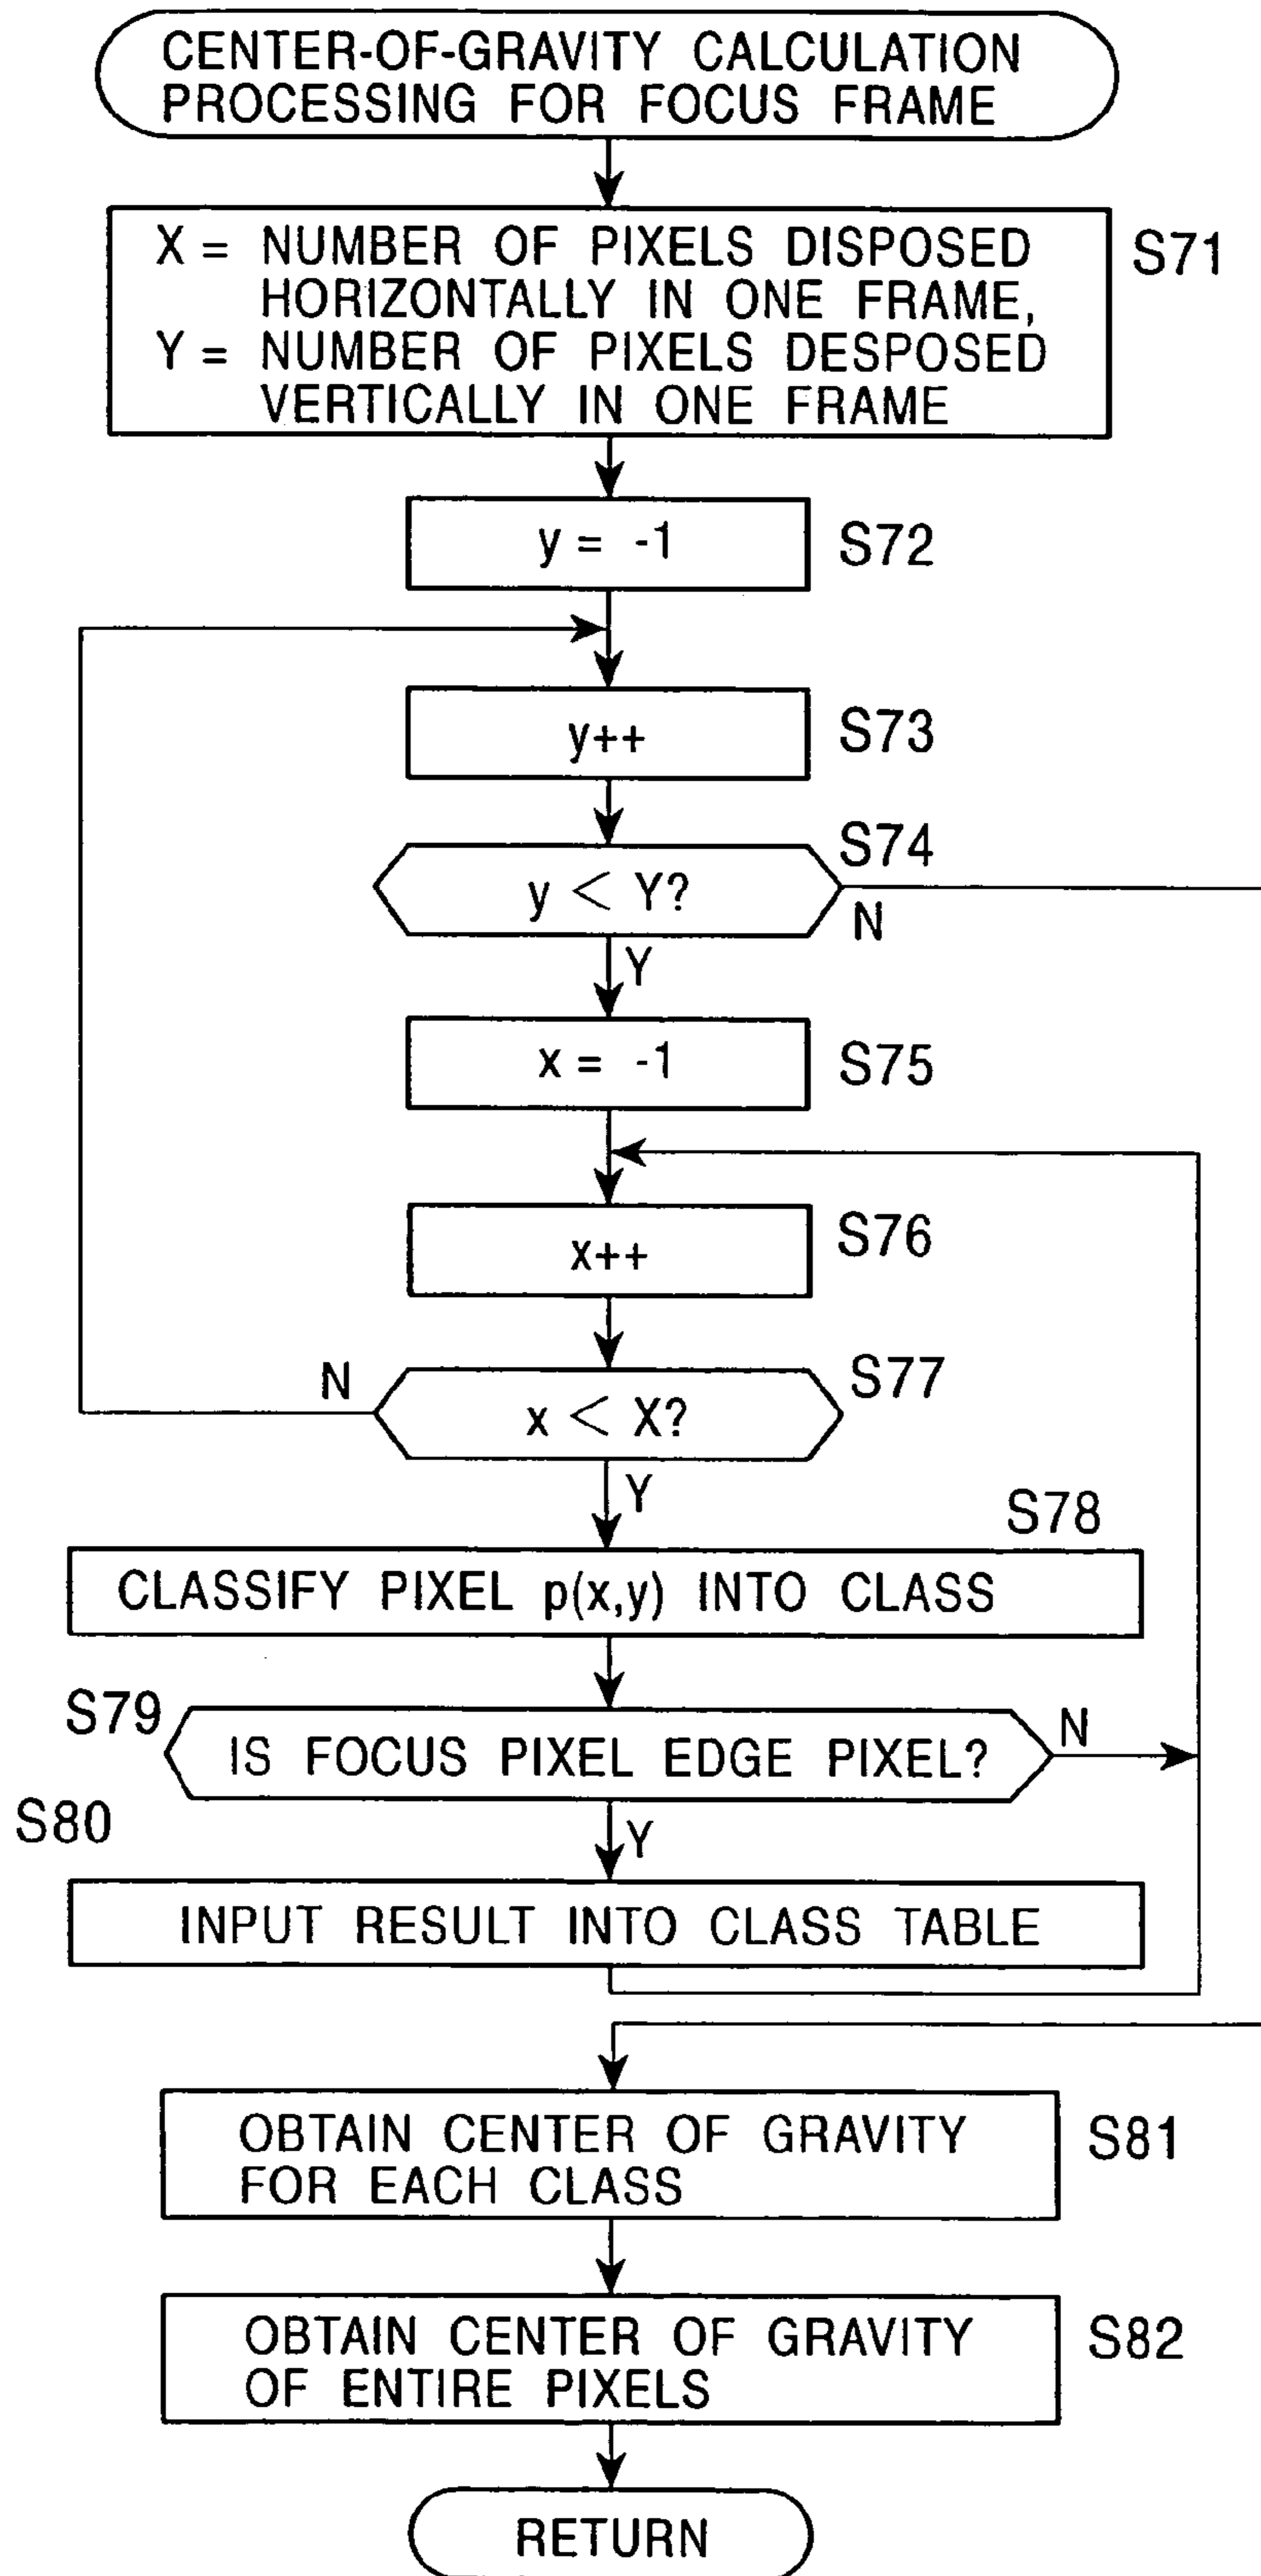 CENTER-OF-GRAVITY CALCULATION
PROCESSING FOR FOCUS FRAME
X = NUMBER OF PIXELS DISPOSED
HORIZONTALLY IN ONE FRAME,
Y = NUMBER OF PIXELS DESPOSED
VERTICALLY IN ONE FRAME
S71
y = -1
S72
y++
S73
S74
y < Y?
N
Y
x = -1
S75
x++
S76
N
S77
x < X?
Y
S78
CLASSIFY PIXEL p(x,y) INTO CLASS
S79
IS FOCUS PIXEL EDGE PIXEL?
N
S80
Y
INPUT RESULT INTO CLASS TABLE
OBTAIN CENTER OF GRAVITY
FOR EACH CLASS
S81
OBTAIN CENTER OF GRAVITY
OF ENTIRE PIXELS
S82
RETURN